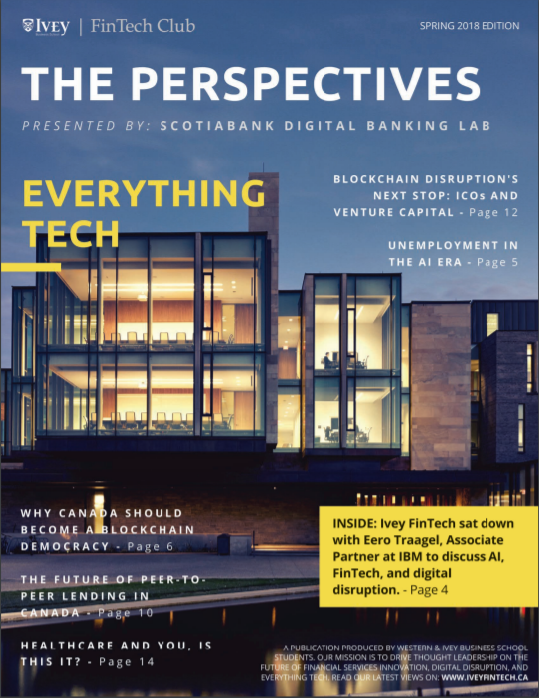 IVEY | FinTech Club
SPRING 2018 EDITION
THE PERSPECTIVES
PRESENTED BY: SCOTIABANK DIGITAL BANKING LAB
EVERYTHING
TECH
BLOCKCHAIN DISRUPTION'S
NEXT STOP: ICOs AND
VENTURE CAPITAL - Page 12
UNEMPLOYMENT IN
THE AI ERA - Page 5
WHY CANADA SHOULD
BECOME A BLOCKCHAIN
DEMOCRACY - Page 6
THE FUTURE OF PEER-TO-
PEER LENDING IN
CANADA - Page 10
HEALTHCARE AND YOU, IS
THIS IT? - Page 14
INSIDE: Ivey FinTech sat down
with Eero Traagel, Associate
Partner at IBM to discuss AI,
FinTech, and digital
disruption. - Page 4
A PUBLICATION PRODUCED BY WESTERN & IVEY BUSINESS SCHOOL
STUDENTS. OUR MISSION IS TO DRIVE THOUGHT LEADERSHIP ON THE
FUTURE OF FINANCIAL SERVICES INNOVATION, DIGITAL DISRUPTION, AND
EVERYTHING TECH. READ OUR LATEST VIEWS ON: WWW.IVEYFINTECH.CA